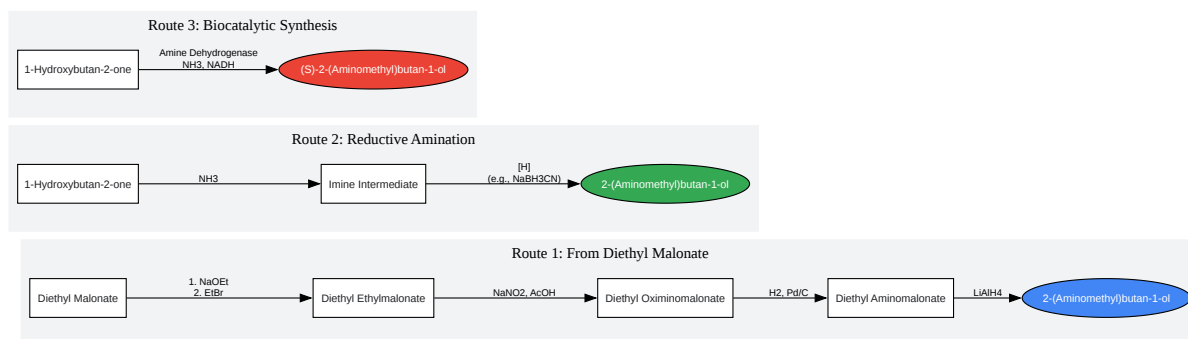 Route 3: Biocatalytic Synthesis
1-Hydroxybutan-2-one
Amine Dehydrogenase
NH3, NADH
(S)-2-(Aminomethyl)butan-1-ol
Route 2: Reductive Amination
1-Hydroxybutan-2-one
NH3
Imine Intermediate
[H]
(e.g., NaBH3CN)
2-(Aminomethyl)butan-1-ol
Route 1: From Diethyl Malonate
Diethyl Malonate
1. NaOEt
2. EtBr
Diethyl Ethylmalonate
NaNO2, AcOH
Diethyl Oximinomalonate
H2, Pd/C
Diethyl Aminomalonate
LiAlH4
2-(Aminomethyl)butan-1-ol